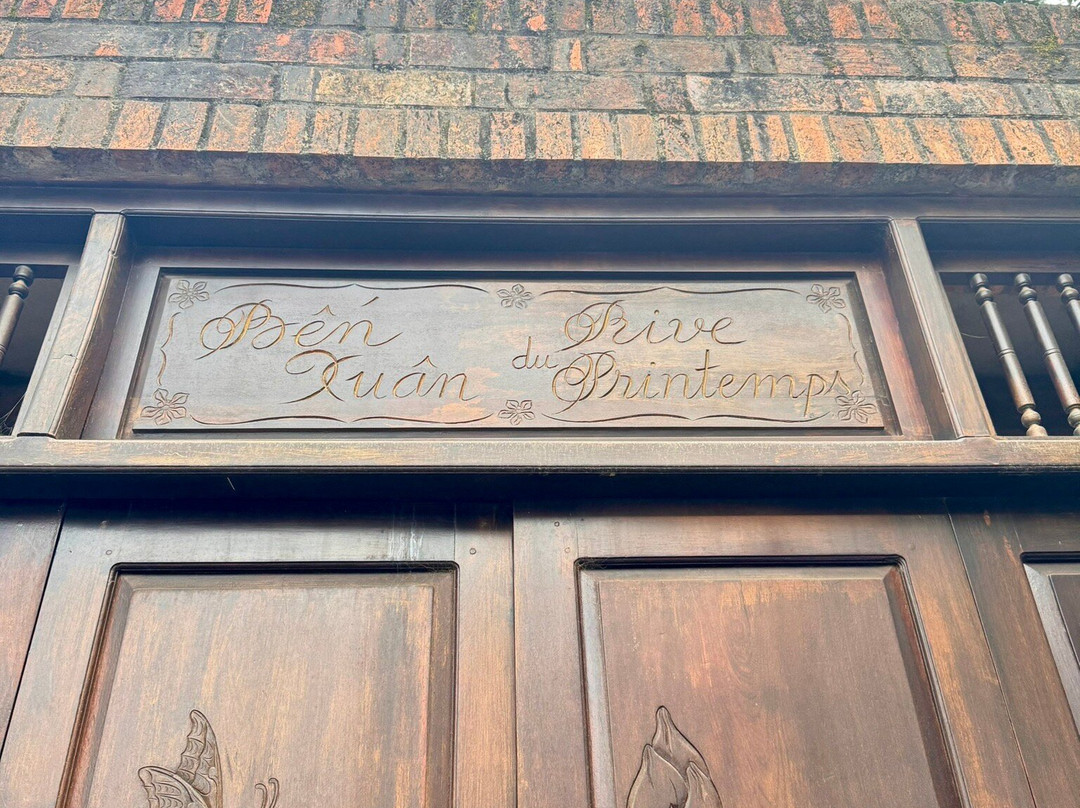 Bến
Xuân
Rive
du
Printemps